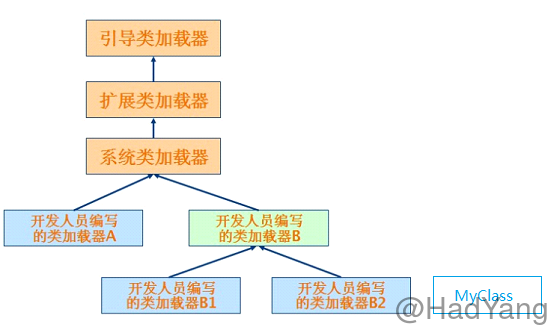 引导类加载器
扩展类加载器
系统类加载器
开发人员编写
的类加载器A
开发人员编写
的类加载器B
开发人员编写
的类加载器B1
开发人员编写
的类加载器B2
MyClass
@HadYang